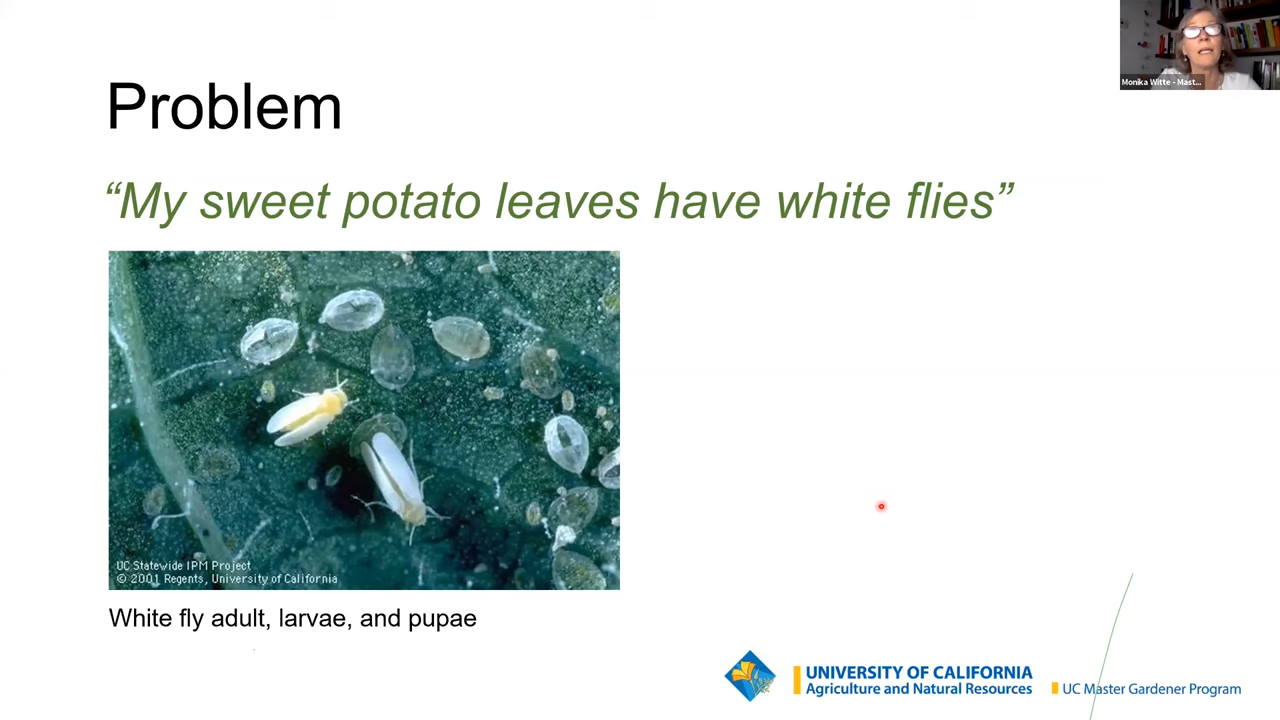 Monika Witte - Mast...
Problem
“My sweet potato leaves have white flies”
UC Statewide IPM Project
© 2001 Regents, University of California
White fly adult, larvae, and pupae
UNIVERSITY OF CALIFORNIA
Agriculture and Natural Resources
UC Master Gardener Program